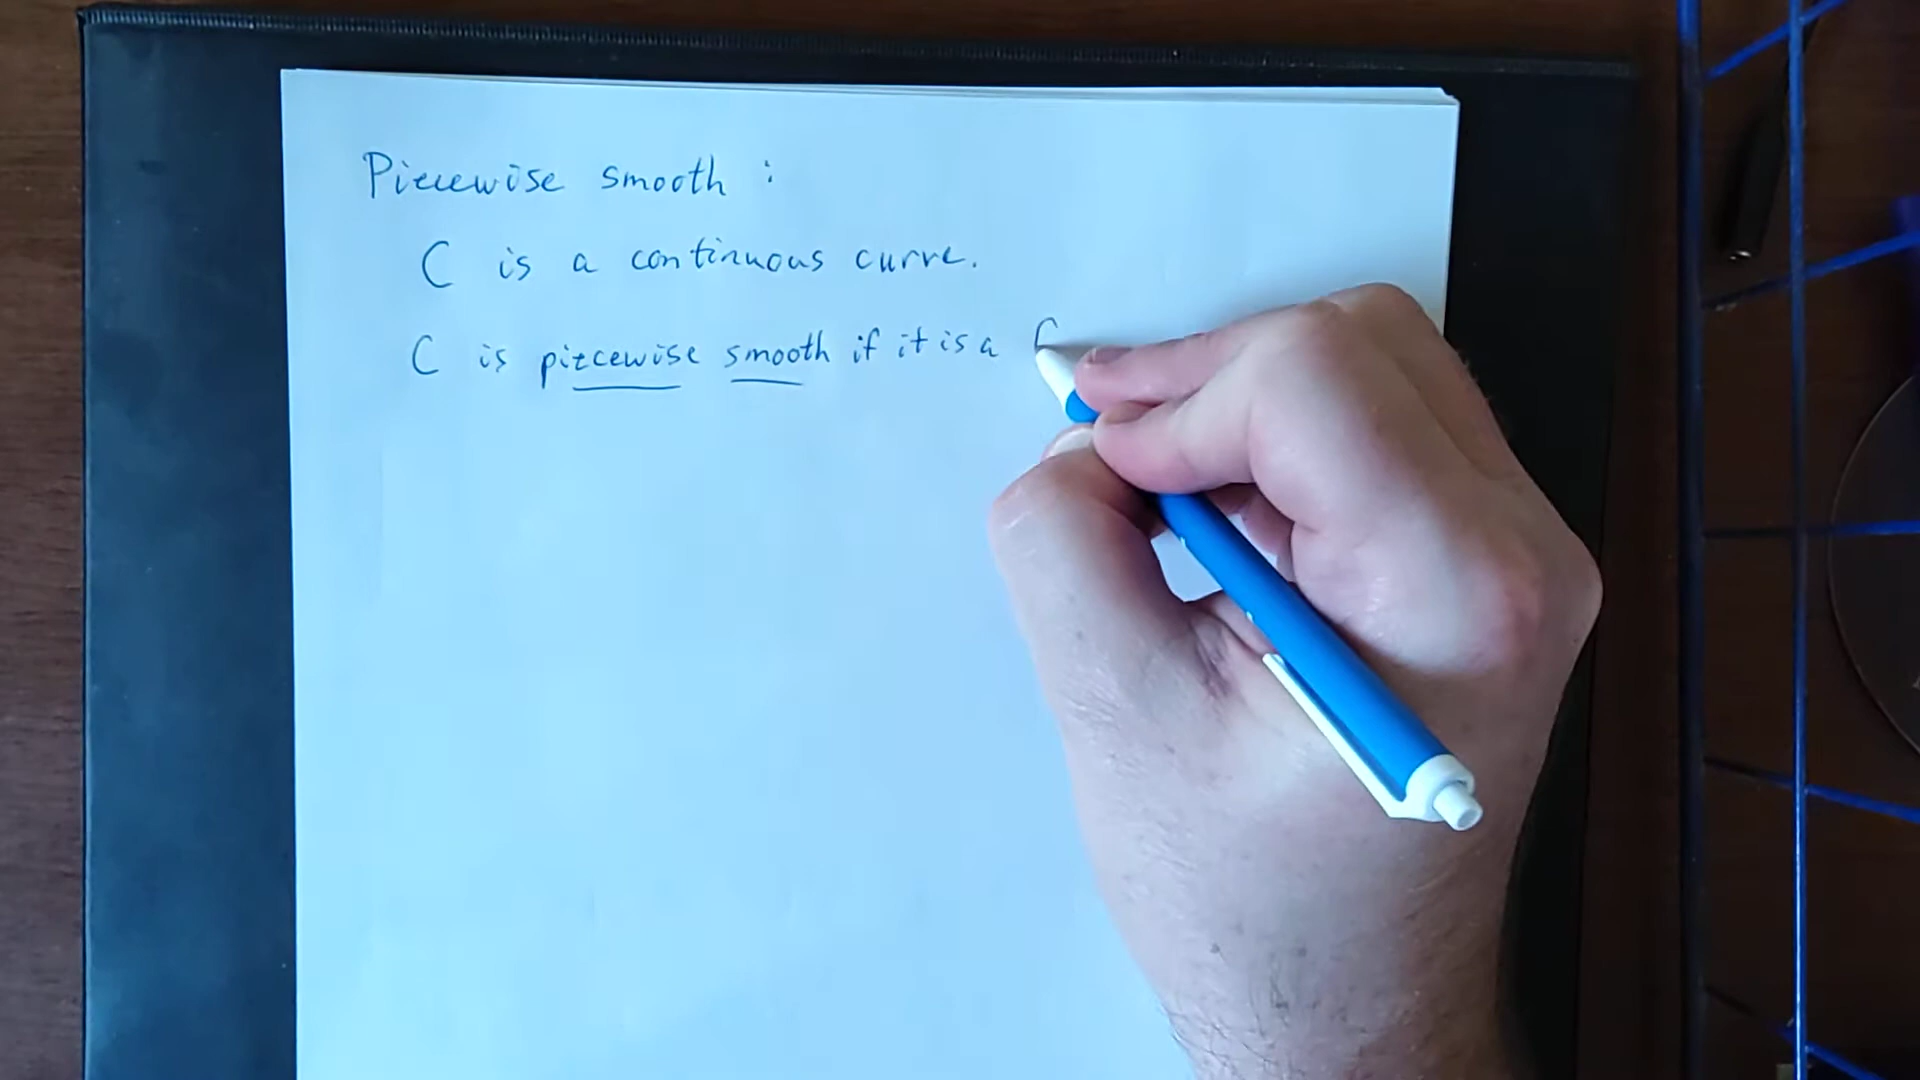 Piecewise smooth :
C is a continuous curve.
C is piecewise smooth if it is a